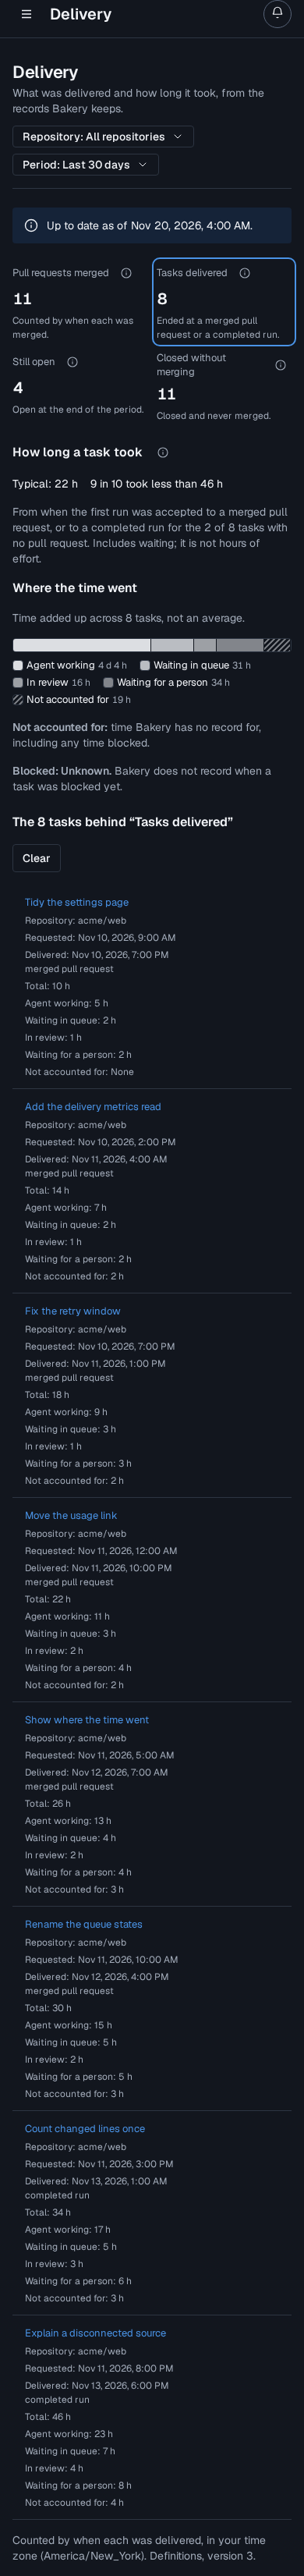 Delivery
Delivery
What was delivered and how long it took, from the
records Bakery keeps.
Repository: All repositories
Period: Last 30 days
Up to date as of Nov 20, 2026, 4:00 AM.
Pull requests merged
11
Counted by when each was
merged.
Tasks delivered
8
Ended at a merged pull
request or a completed run.
Still open
4
Open at the end of the period.
Closed without
merging
11
Closed and never merged.
How long a task took
Typical: 22 h 9 in 10 took less than 46 h
From when the first run was accepted to a merged pull
request, or to a completed run for the 2 of 8 tasks with
no pull request. Includes waiting; it is not hours of
effort.
Where the time went
Time added up across 8 tasks, not an average.
Agent working 4 d 4 h Waiting in queue 31 h
In review 16 h Waiting for a person 34 h
Not accounted for 19 h
Not accounted for: time Bakery has no record for,
including any time blocked.
Blocked: Unknown. Bakery does not record when a
task was blocked yet.
The 8 tasks behind “Tasks delivered”
Clear
Tidy the settings page
Repository: acme/web
Requested: Nov 10, 2026, 9:00 AM
Delivered: Nov 10, 2026, 7:00 PM
merged pull request
Total: 10 h
Agent working: 5 h
Waiting in queue: 2 h
In review: 1 h
Waiting for a person: 2 h
Not accounted for: None
Add the delivery metrics read
Repository: acme/web
Requested: Nov 10, 2026, 2:00 PM
Delivered: Nov 11, 2026, 4:00 AM
merged pull request
Total: 14 h
Agent working: 7 h
Waiting in queue: 2 h
In review: 1 h
Waiting for a person: 2 h
Not accounted for: 2 h
Fix the retry window
Repository: acme/web
Requested: Nov 10, 2026, 7:00 PM
Delivered: Nov 11, 2026, 1:00 PM
merged pull request
Total: 18 h
Agent working: 9 h
Waiting in queue: 3 h
In review: 1 h
Waiting for a person: 3 h
Not accounted for: 2 h
Move the usage link
Repository: acme/web
Requested: Nov 11, 2026, 12:00 AM
Delivered: Nov 11, 2026, 10:00 PM
merged pull request
Total: 22 h
Agent working: 11 h
Waiting in queue: 3 h
In review: 2 h
Waiting for a person: 4 h
Not accounted for: 2 h
Show where the time went
Repository: acme/web
Requested: Nov 11, 2026, 5:00 AM
Delivered: Nov 12, 2026, 7:00 AM
merged pull request
Total: 26 h
Agent working: 13 h
Waiting in queue: 4 h
In review: 2 h
Waiting for a person: 4 h
Not accounted for: 3 h
Rename the queue states
Repository: acme/web
Requested: Nov 11, 2026, 10:00 AM
Delivered: Nov 12, 2026, 4:00 PM
merged pull request
Total: 30 h
Agent working: 15 h
Waiting in queue: 5 h
In review: 2 h
Waiting for a person: 5 h
Not accounted for: 3 h
Count changed lines once
Repository: acme/web
Requested: Nov 11, 2026, 3:00 PM
Delivered: Nov 13, 2026, 1:00 AM
completed run
Total: 34 h
Agent working: 17 h
Waiting in queue: 5 h
In review: 3 h
Waiting for a person: 6 h
Not accounted for: 3 h
Explain a disconnected source
Repository: acme/web
Requested: Nov 11, 2026, 8:00 PM
Delivered: Nov 13, 2026, 6:00 PM
completed run
Total: 46 h
Agent working: 23 h
Waiting in queue: 7 h
In review: 4 h
Waiting for a person: 8 h
Not accounted for: 4 h
Counted by when each was delivered, in your time
zone (America/New_York). Definitions, version 3.